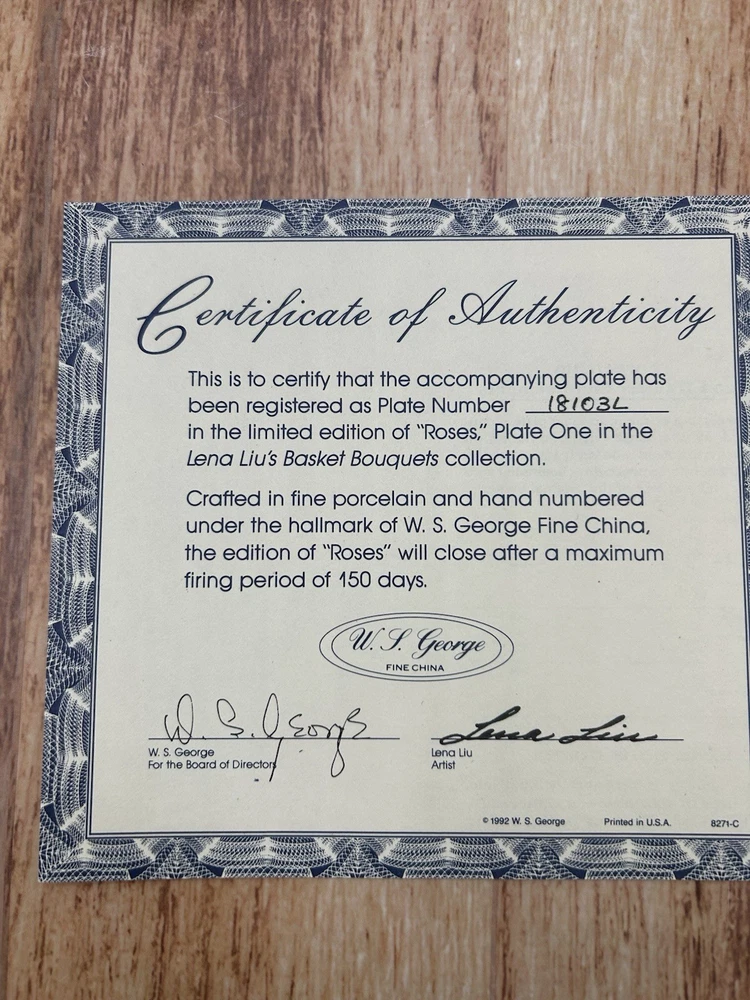 Certificate of Authenticity
This is to certify that the accompanying plate has
been registered as Plate Number 18103L
in the limited edition of "Roses," Plate One in the
Lena Liu's Basket Bouquets collection.
Crafted in fine porcelain and hand numbered
under the hallmark of W. S. George Fine China,
the edition of "Roses" will close after a maximum
firing period of 150 days.
W. S. George
FINE CHINA
W. S. George
Lena Liu
W. S. George
For the Board of Directors
Lena Liu
Artist
© 1992 W. S. George
Printed in U.S.A.
8271-C